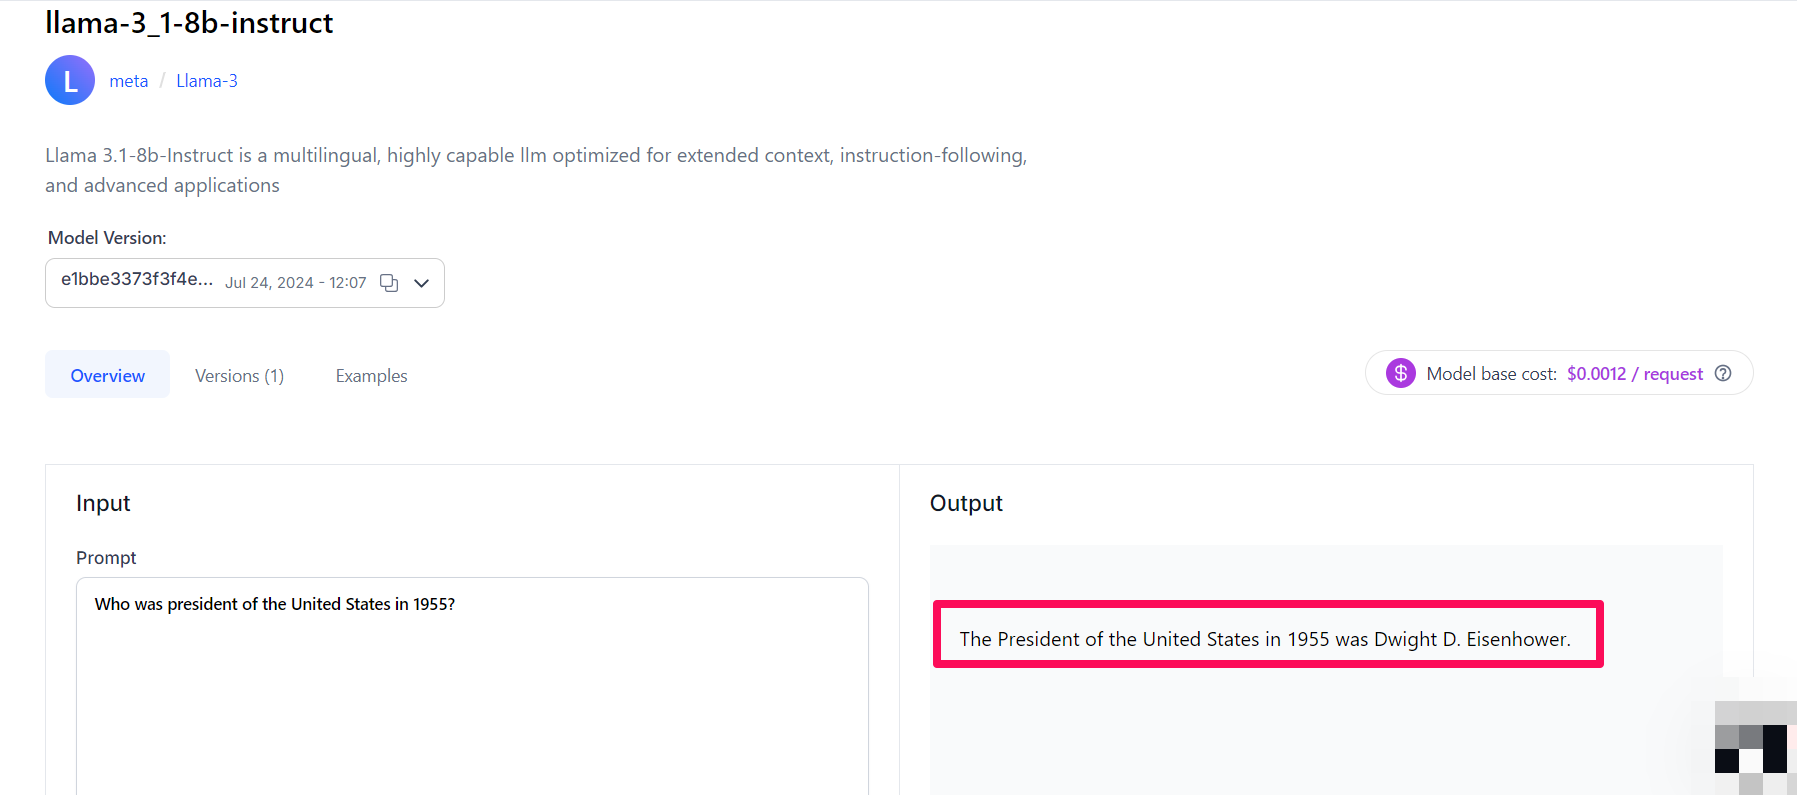 llama-3_1-8b-instruct
L
meta / Llama-3
Llama 3.1-8b-Instruct is a multilingual, highly capable llm optimized for extended context, instruction-following,
and advanced applications
Model Version:
e1bbe3373f3f4e... Jul 24, 2024 - 12:07
Overview Versions (1) Examples
$ Model base cost: $0.0012 / request ?
Input
Prompt
Who was president of the United States in 1955?
Output
The President of the United States in 1955 was Dwight D. Eisenhower.